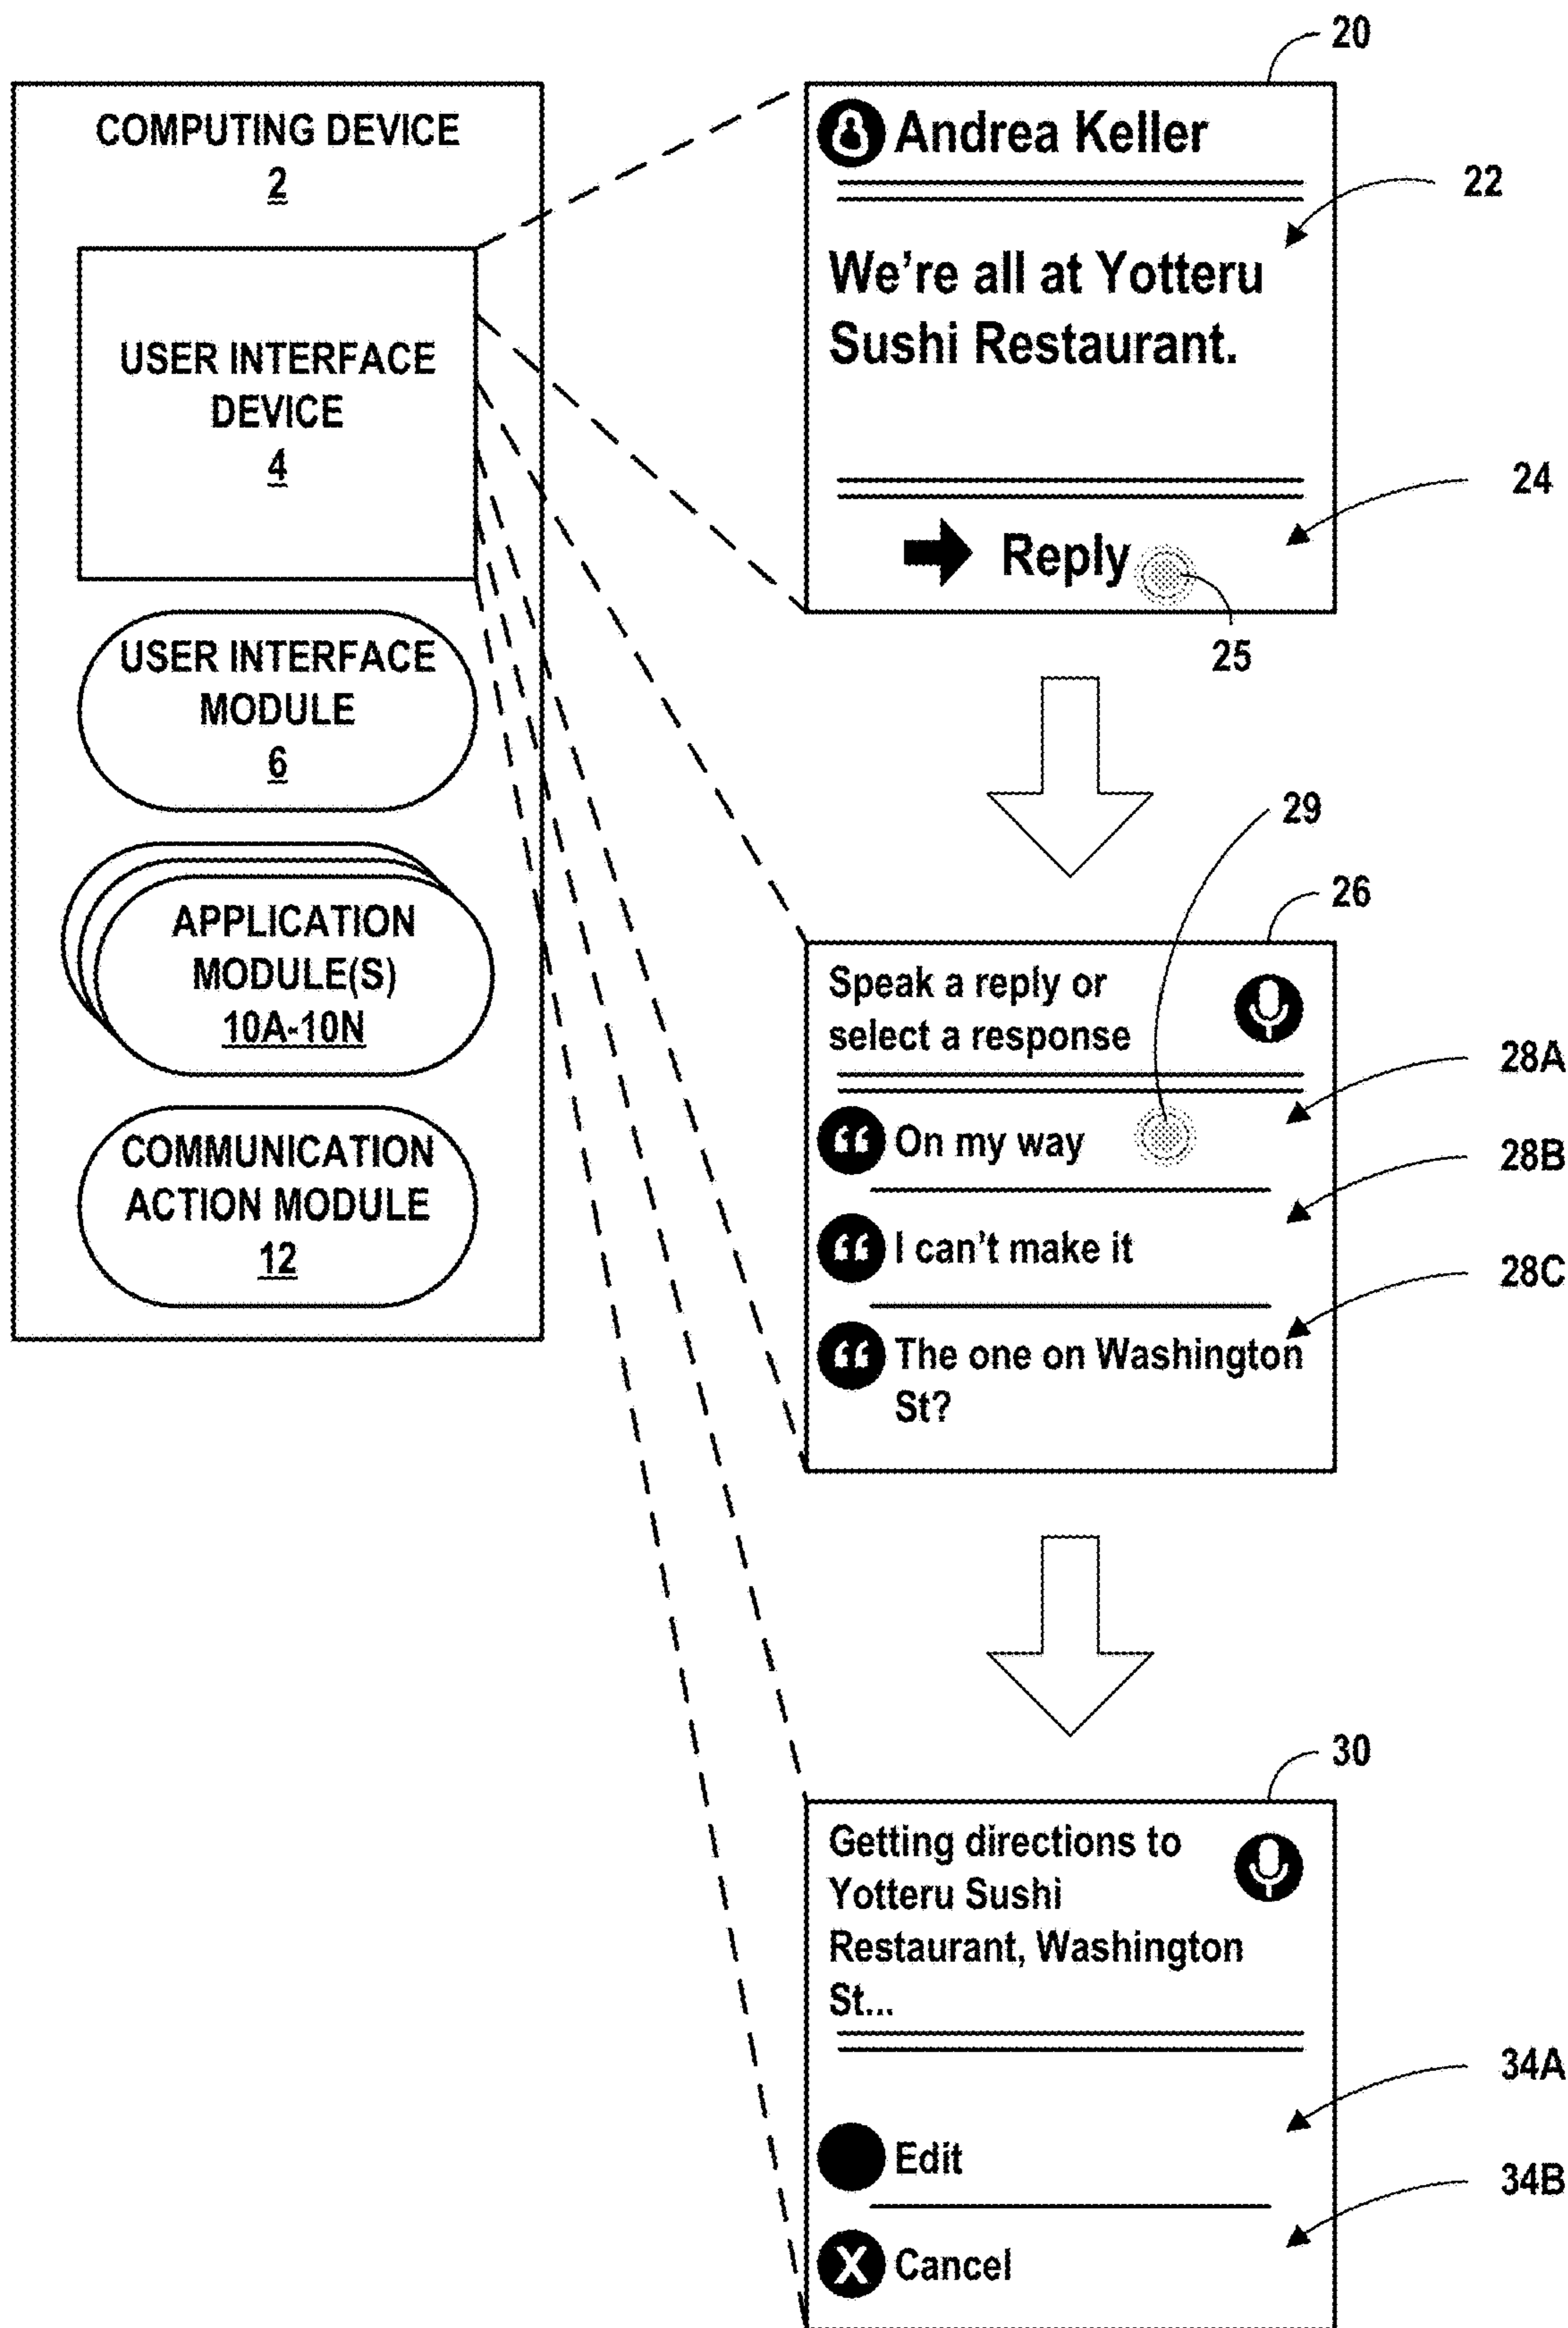 COMPUTING DEVICE
2
USER INTERFACE
DEVICE
4
USER INTERFACE
MODULE
6
APPLICATION
MODULE(S)
10A-10N
COMMUNICATION
ACTION MODULE
12
20
Andrea Keller
22
We're all at Yotteru
Sushi Restaurant.
24
Reply
25
29
26
Speak a reply or
select a response
28A
On my way
28B
I can't make it
28C
The one on Washington
St?
30
Getting directions to
Yotteru Sushi
Restaurant, Washington
St...
34A
Edit
34B
X Cancel